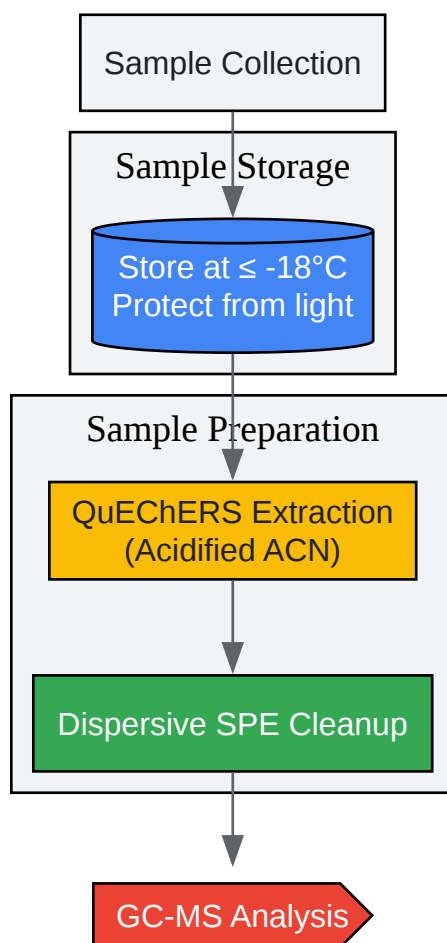 Sample Collection
Sample Storage
Store at ≤ -18°C
Protect from light
Sample Preparation
QuEChERS Extraction
(Acidified ACN)
Dispersive SPE Cleanup
GC-MS Analysis